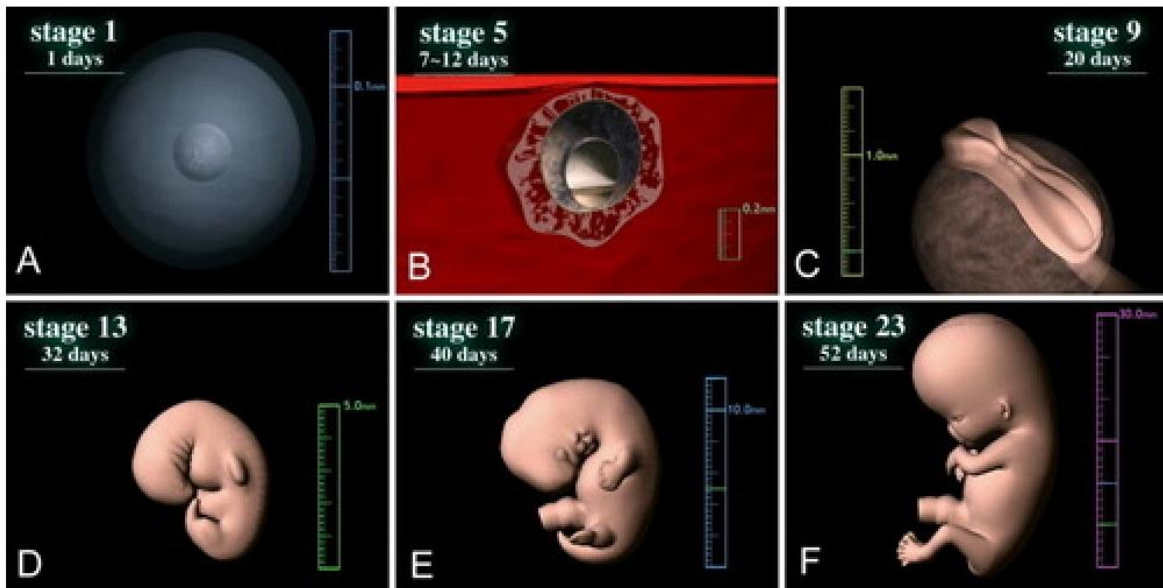 stage 1
1 days
0.1mm
A
stage 5
7~12 days
0.2mm
B
stage 9
20 days
1.0mm
C
stage 13
32 days
5.0mm
D
stage 17
40 days
10.0mm
E
stage 23
52 days
30.0mm
F